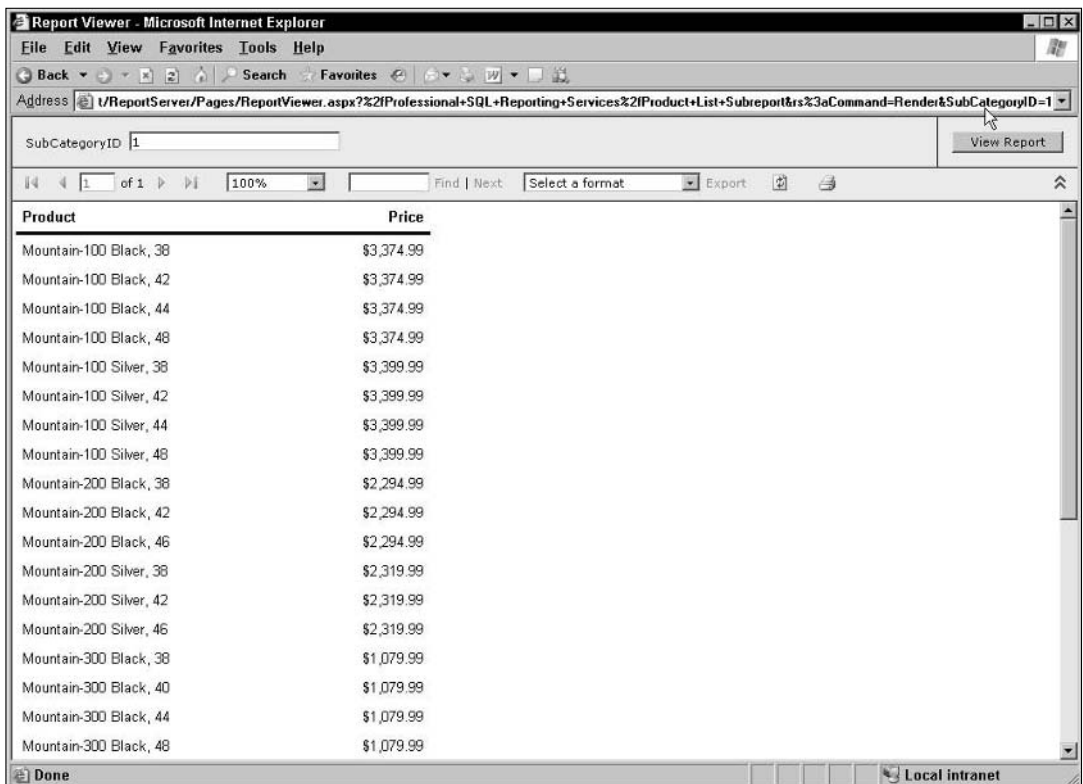 Report Viewer - Microsoft Internet Explorer
File Edit View Favorites Tools Help
Back Search Favorites
Address t/ReportServer/Pages/ReportViewer.aspx?%2fProfessional+SQL+Reporting+Services%2fProduct+List+Subreport&rs%3aCommand=Render&SubCategoryID=1
SubCategoryID 1 View Report
1 of 1 100% Find | Next Select a format Export
Product Price
Mountain-100 Black, 38 $3,374.99
Mountain-100 Black, 42 $3,374.99
Mountain-100 Black, 44 $3,374.99
Mountain-100 Black, 48 $3,374.99
Mountain-100 Silver, 38 $3,399.99
Mountain-100 Silver, 42 $3,399.99
Mountain-100 Silver, 44 $3,399.99
Mountain-100 Silver, 48 $3,399.99
Mountain-200 Black, 38 $2,294.99
Mountain-200 Black, 42 $2,294.99
Mountain-200 Black, 46 $2,294.99
Mountain-200 Silver, 38 $2,319.99
Mountain-200 Silver, 42 $2,319.99
Mountain-200 Silver, 46 $2,319.99
Mountain-300 Black, 38 $1,079.99
Mountain-300 Black, 40 $1,079.99
Mountain-300 Black, 44 $1,079.99
Mountain-300 Black, 48 $1,079.99
Done Local intranet